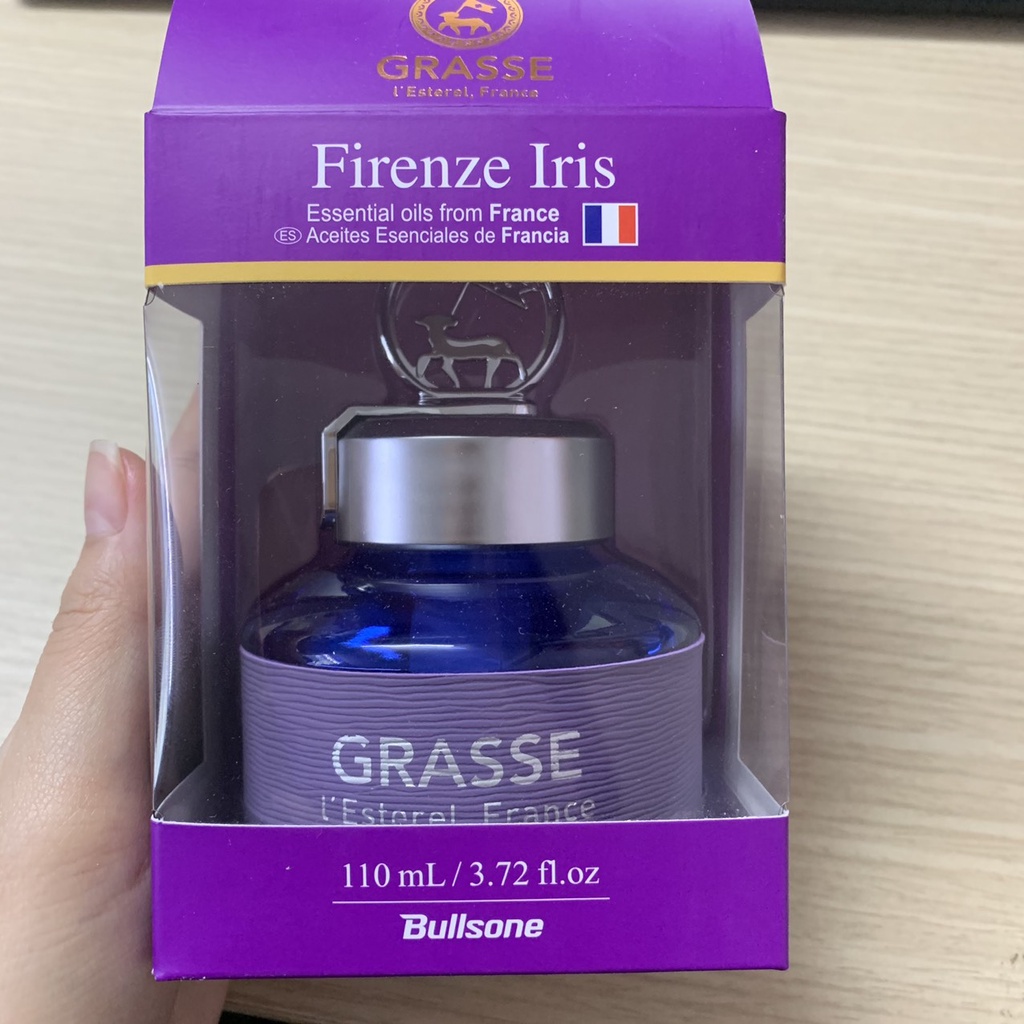 GRASSE
l'Esterel, France
Firenze Iris
Essential oils from France
ES Aceites Esenciales de Francia
GRASSE
l'Esterel, France
110 mL / 3.72 fl.oz
Bullsone